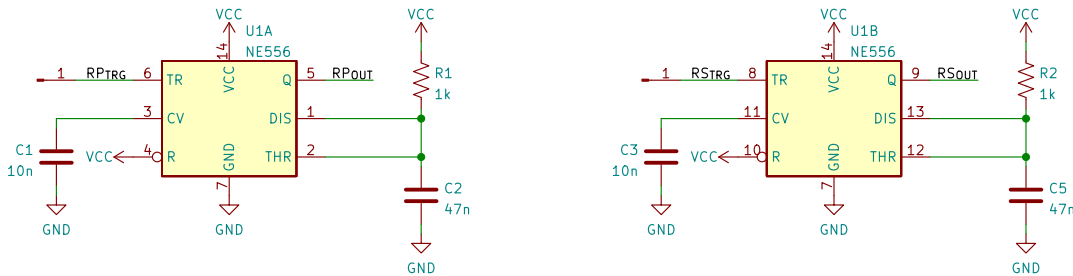 VCC
VCC
U1A
NE556
14
VCC
1
RPTRG
6
TR
Q
5
RPOUT
R1
1k
3
CV
DIS
1
C1
10n
VCC
4
R
GND
THR
2
7
C2
47n
GND
GND
GND
VCC
VCC
U1B
NE556
14
VCC
1
RSTRG
8
TR
Q
9
RSOUT
R2
1k
11
CV
DIS
13
C3
10n
VCC
10
R
GND
THR
12
7
C5
47n
GND
GND
GND